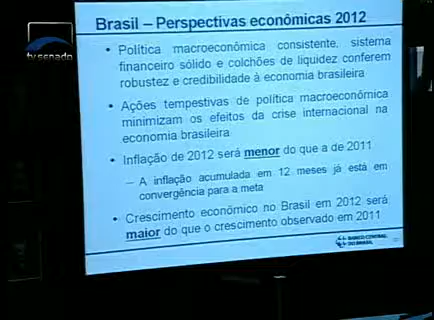 Brasil – Perspectivas econômicas 2012
tv senado
• Política macroeconômica consistente, sistema
financeiro sólido e colchões de liquidez conferem
robustez e credibilidade à economia brasileira
• Ações tempestivas de política macroeconômica
minimizam os efeitos da crise internacional na
economia brasileira
• Inflação de 2012 será menor do que a de 2011
– A inflação acumulada em 12 meses já está em
convergência para a meta
• Crescimento econômico no Brasil em 2012 será
maior do que o crescimento observado em 2011
BANCO CENTRAL
DO BRASIL